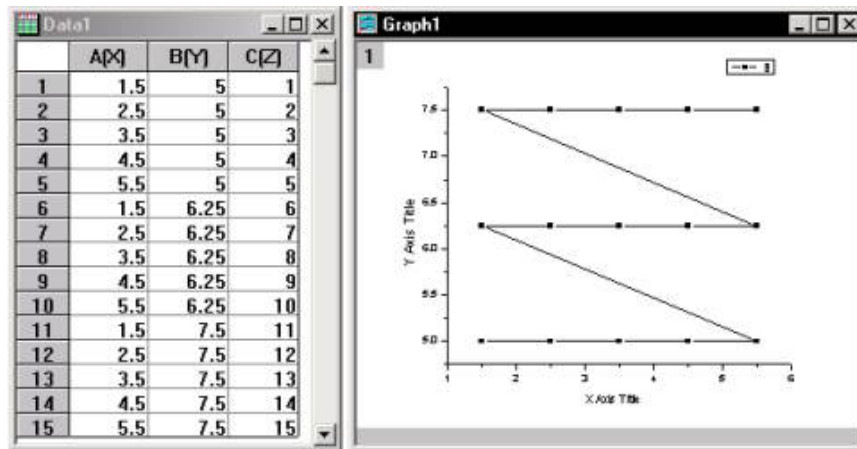 Data1
A(X) B(Y) C(Z)
1 1.5 5 1
2 2.5 5 2
3 3.5 5 3
4 4.5 5 4
5 5.5 5 5
6 1.5 6.25 6
7 2.5 6.25 7
8 3.5 6.25 8
9 4.5 6.25 9
10 5.5 6.25 10
11 1.5 7.5 11
12 2.5 7.5 12
13 3.5 7.5 13
14 4.5 7.5 14
15 5.5 7.5 15
Graph1
1
7.5
7.0
6.5
6.0
5.5
5.0
Y Axis Title
1 2 3 4 5 6
X Axis Title